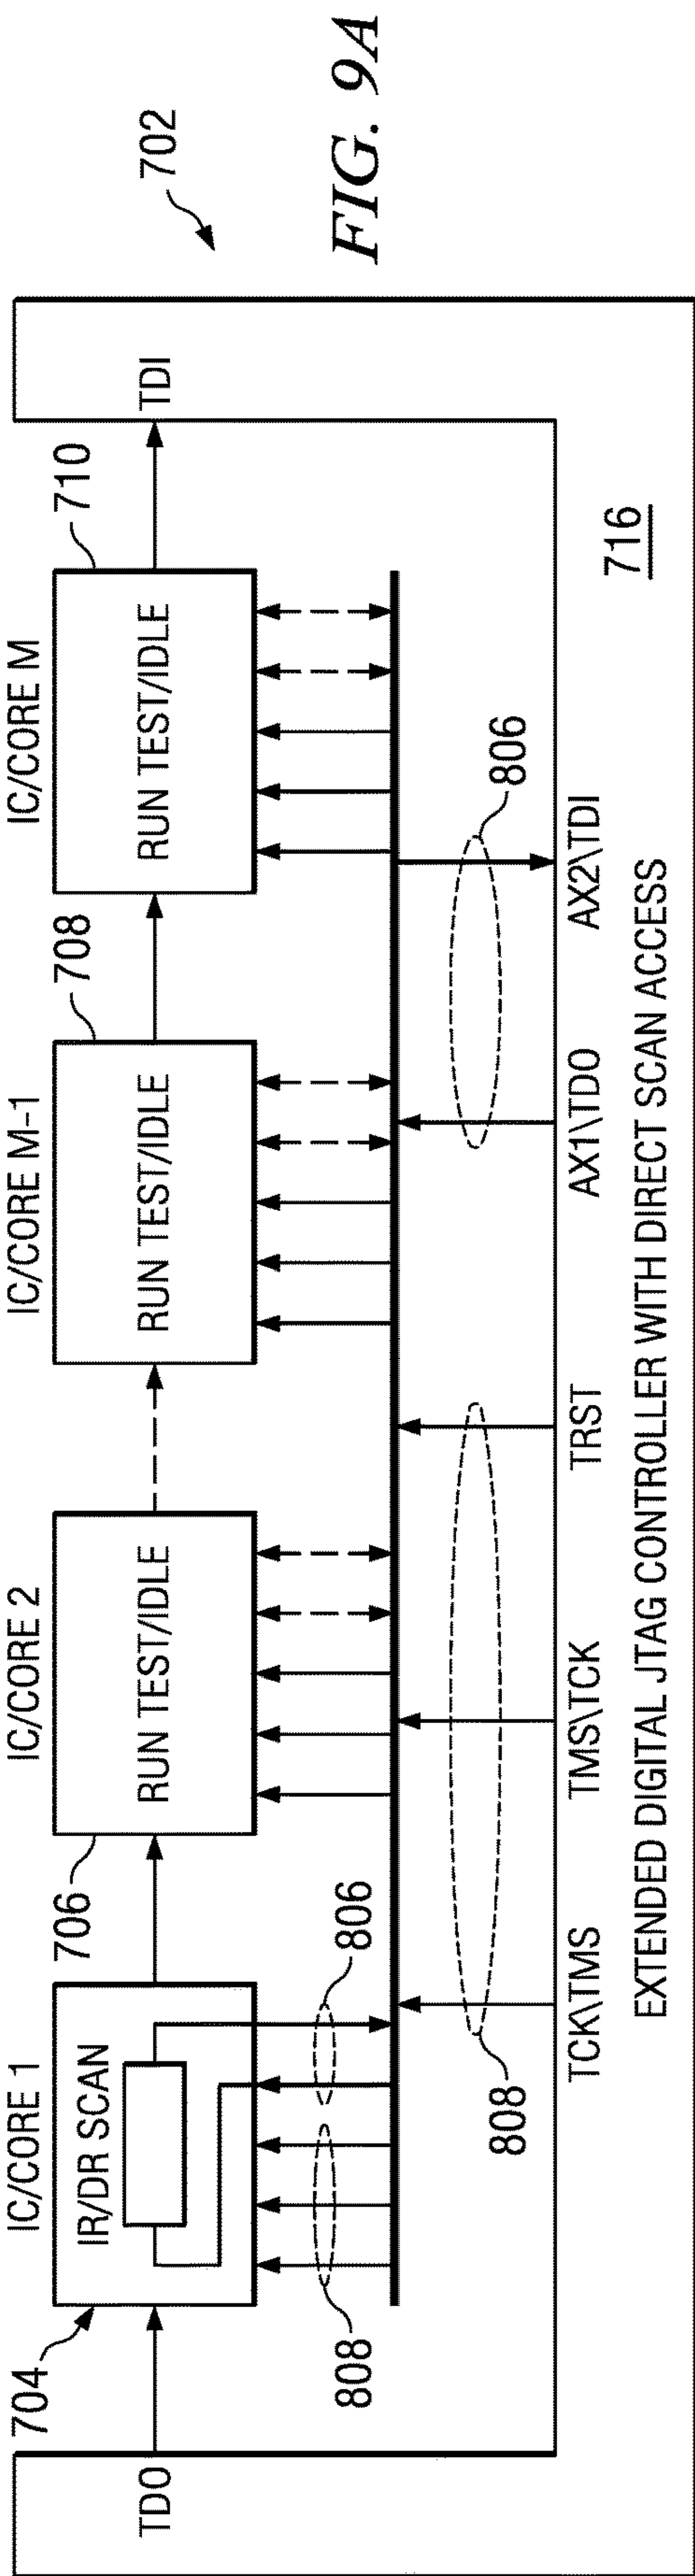 FIG. 9A
702
IC/CORE 1
IC/CORE 2
IC/CORE M-1
IC/CORE M
704
706
708
710
TDO
IR/DR SCAN
RUN TEST/IDLE
RUN TEST/IDLE
RUN TEST/IDLE
TDI
808
806
808
806
TCK\TMS
TMS\TCK
TRST
AX1\TDO
AX2\TDI
716
EXTENDED DIGITAL JTAG CONTROLLER WITH DIRECT SCAN ACCESS